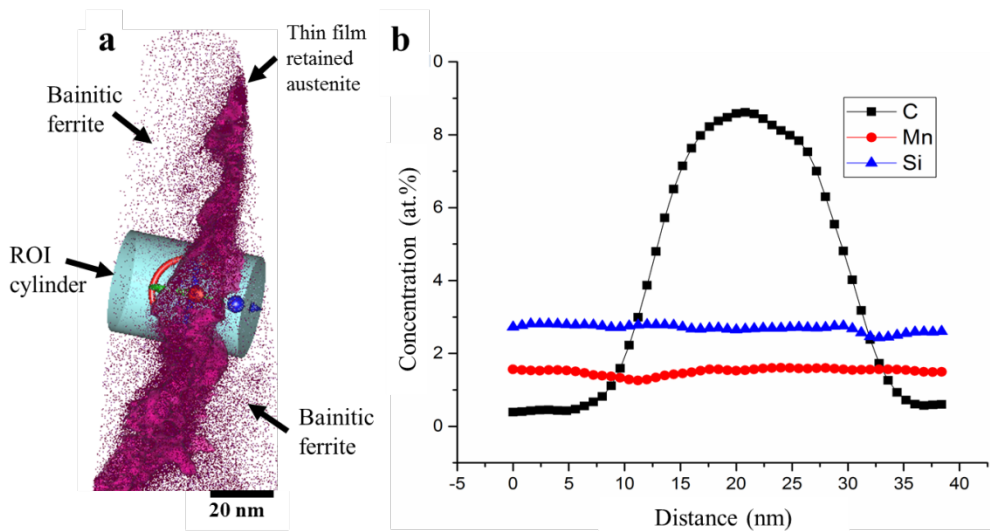 a
Thin film
retained
austenite
Bainitic
ferrite
ROI
cylinder
Bainitic
ferrite
20 nm
b
C
Mn
Si
Concentration (at.%)
0
8
6
4
2
0
-5 0 5 10 15 20 25 30 35 40
Distance (nm)